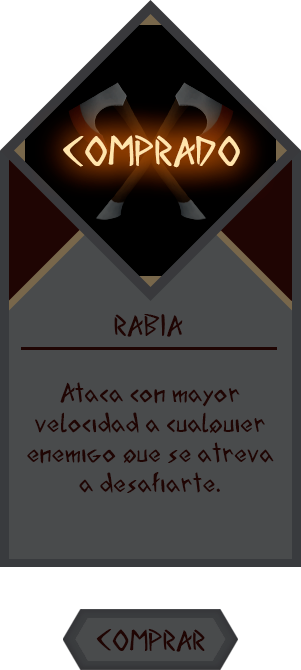 COMPRADO
RABIA
Ataca con mayor
velocidad a cualquier
enemigo que se atreva
a desafiarte.
COMPRAR